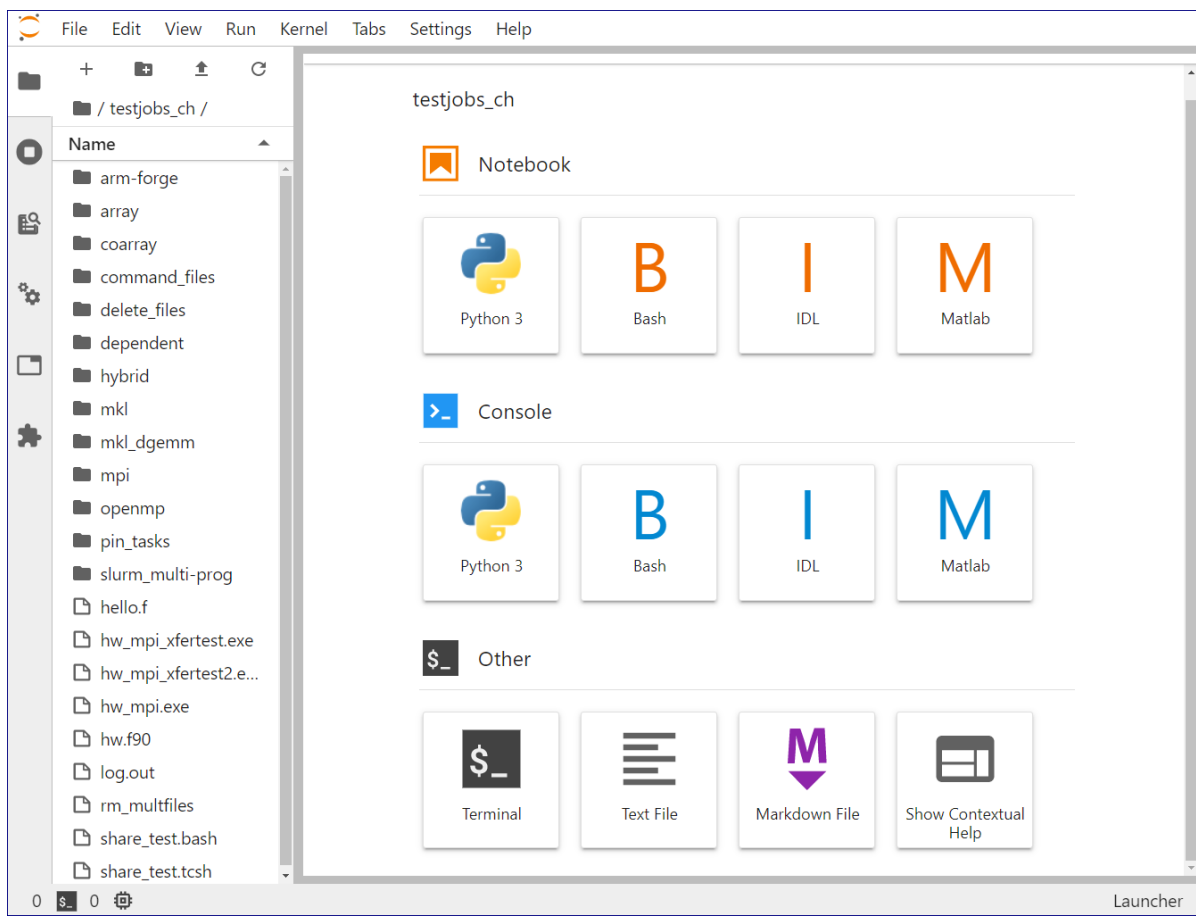 File Edit View Run Kernel Tabs Settings Help
/ testjobs_ch /
Name
arm-forge
array
coarray
command_files
delete_files
dependent
hybrid
mkl
mkl_dgemm
mpi
openmp
pin_tasks
slurm_multi-prog
hello.f
hw_mpi_xfertest.exe
hw_mpi_xfertest2.e...
hw_mpi.exe
hw.f90
log.out
rm_multfiles
share_test.bash
share_test.tcsh
testjobs_ch
Notebook
B I M
Python 3 Bash IDL Matlab
>_ Console
B I M
Python 3 Bash IDL Matlab
$_ Other
$_ M
Terminal Text File Markdown File Show Contextual
Help
0 $_ 0 Launcher